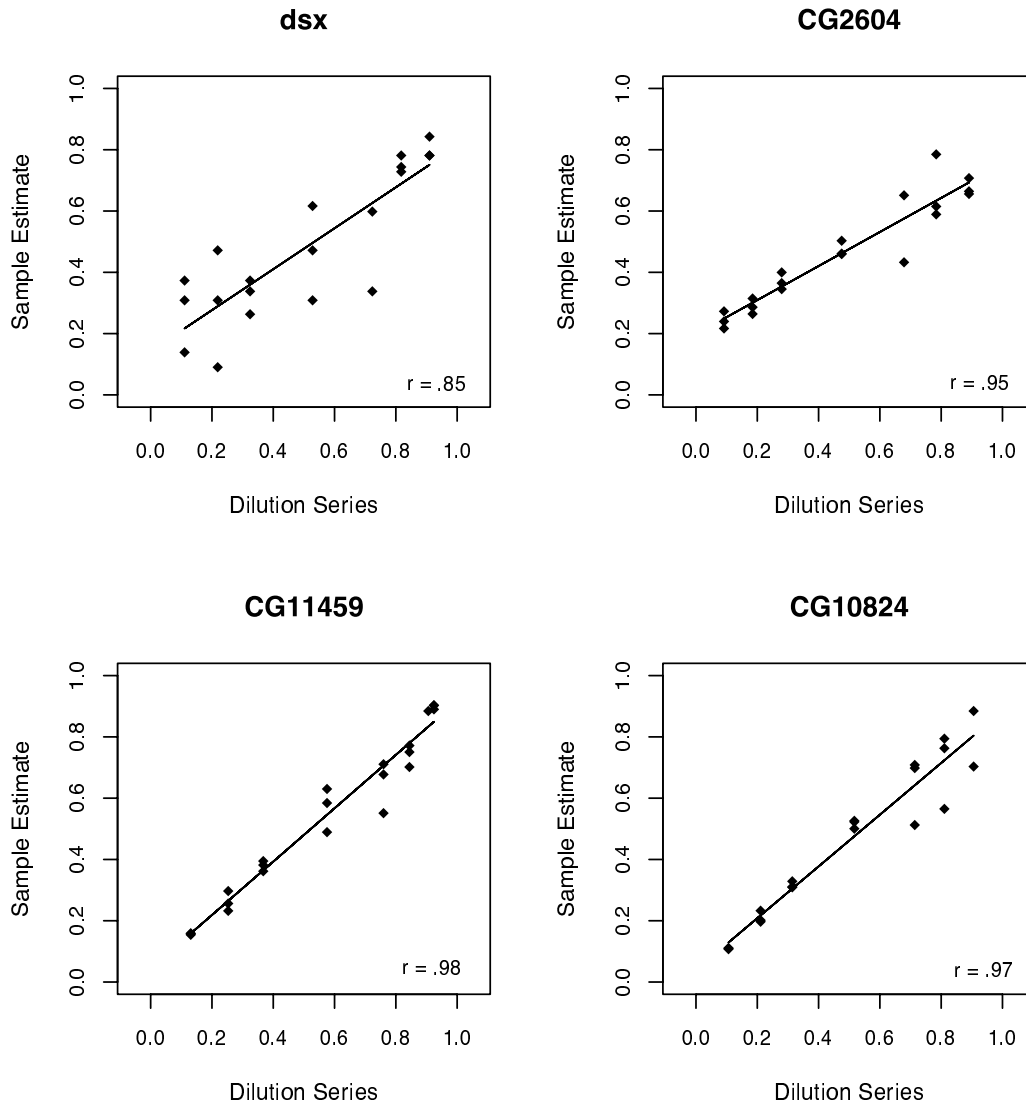 dsx
1.0
0.8
0.6
0.4
0.2
0.0
Sample Estimate
r = .85
0.0 0.2 0.4 0.6 0.8 1.0
Dilution Series
CG2604
1.0
0.8
0.6
0.4
0.2
0.0
Sample Estimate
r = .95
0.0 0.2 0.4 0.6 0.8 1.0
Dilution Series
CG11459
1.0
0.8
0.6
0.4
0.2
0.0
Sample Estimate
r = .98
0.0 0.2 0.4 0.6 0.8 1.0
Dilution Series
CG10824
1.0
0.8
0.6
0.4
0.2
0.0
Sample Estimate
r = .97
0.0 0.2 0.4 0.6 0.8 1.0
Dilution Series